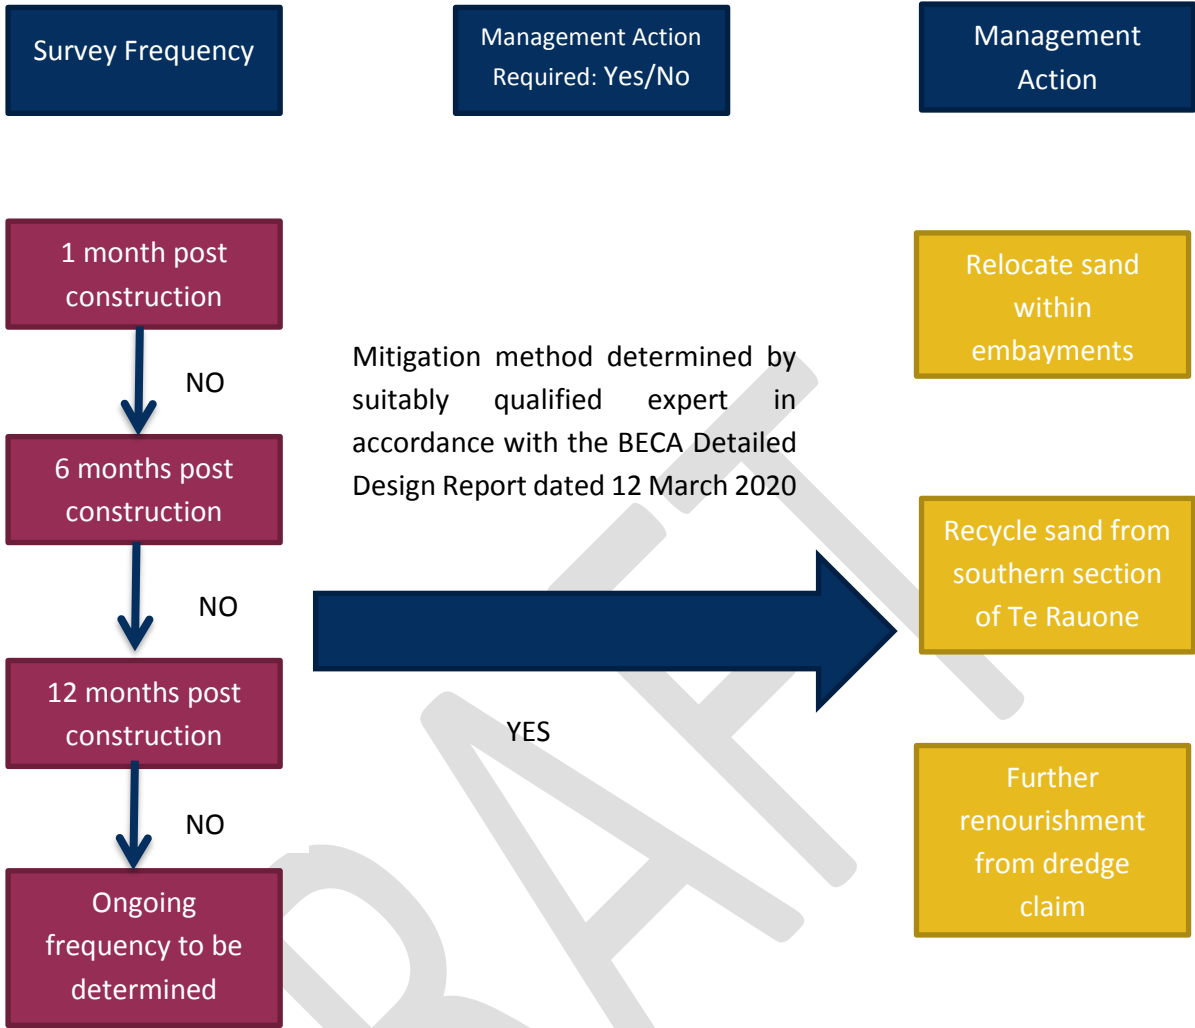 Survey Frequency
Management Action
Required: Yes/No
Management
Action
1 month post
construction
NO
6 months post
construction
NO
12 months post
construction
NO
Ongoing
frequency to be
determined
Mitigation method determined by
suitably qualified expert in
accordance with the BECA Detailed
Design Report dated 12 March 2020
YES
Relocate sand
within
embayments
Recycle sand from
southern section
of Te Rauone
Further
renourishment
from dredge
claim
DRAFT